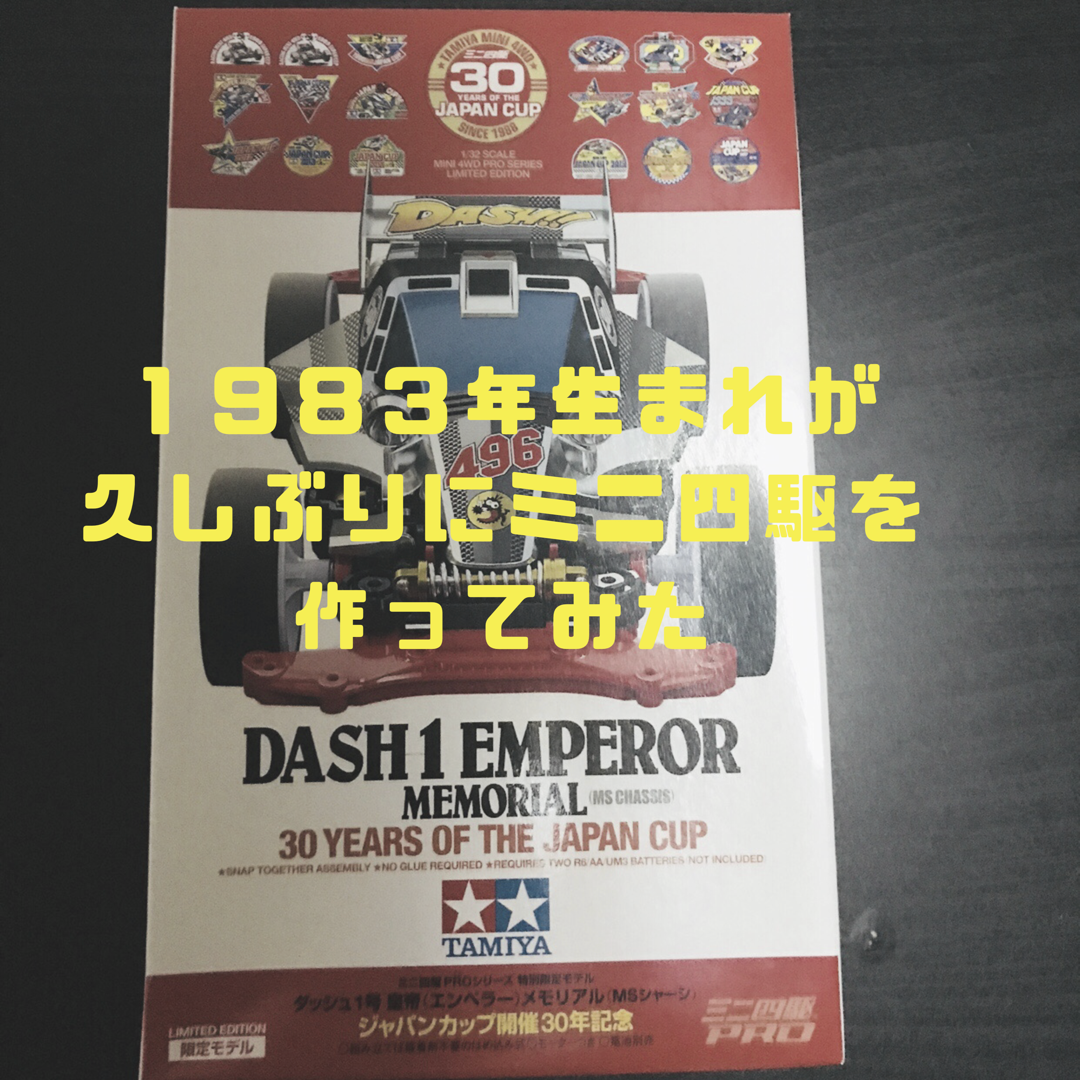 TAMIYA MINI 4WD
ミニ四駆
30
YEARS OF THE
JAPAN CUP
SINCE 1988
1/32 SCALE
MINI 4WD PRO SERIES
LIMITED EDITION
DASH!!!
1983年生まれが
496
久しぶりにミニ四駆を
作ってみた
DASH 1 EMPEROR
MEMORIAL (MS CHASSIS)
30 YEARS OF THE JAPAN CUP
★SNAP TOGETHER ASSEMBLY ★NO GLUE REQUIRED ★REQUIRES TWO R6/AA/UM3 BATTERIES NOT INCLUDED
TAMIYA
ミニ四駆PROシリーズ 特別限定モデル
ダッシュ1号 皇帝(エンペラー)メモリアル(MSシャーシ)
ジャパンカップ開催30年記念
LIMITED EDITION
限定モデル
ミニ四駆
PRO